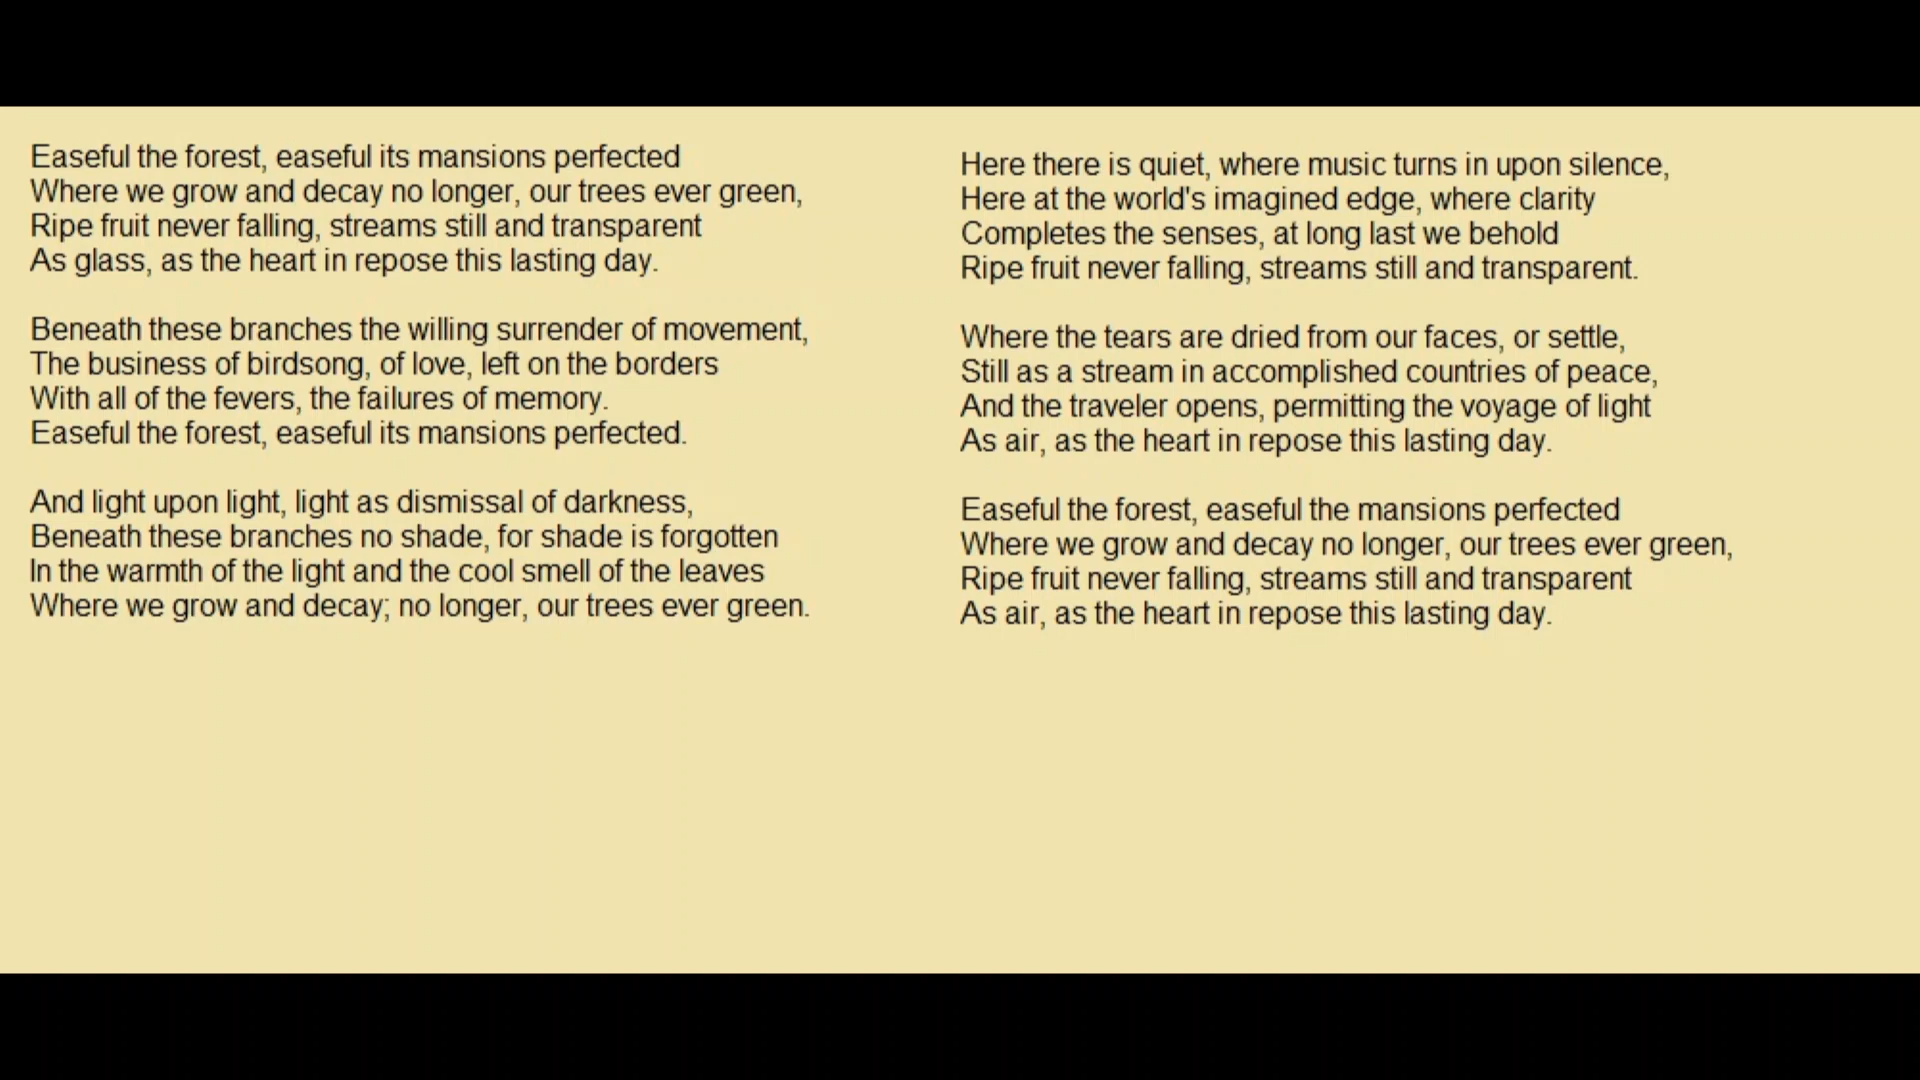 Easeful the forest, easeful its mansions perfected
Where we grow and decay no longer, our trees ever green,
Ripe fruit never falling, streams still and transparent
As glass, as the heart in repose this lasting day.
Beneath these branches the willing surrender of movement,
The business of birdsong, of love, left on the borders
With all of the fevers, the failures of memory.
Easeful the forest, easeful its mansions perfected.
And light upon light, light as dismissal of darkness,
Beneath these branches no shade, for shade is forgotten
In the warmth of the light and the cool smell of the leaves
Where we grow and decay; no longer, our trees ever green.
Here there is quiet, where music turns in upon silence,
Here at the world's imagined edge, where clarity
Completes the senses, at long last we behold
Ripe fruit never falling, streams still and transparent.
Where the tears are dried from our faces, or settle,
Still as a stream in accomplished countries of peace,
And the traveler opens, permitting the voyage of light
As air, as the heart in repose this lasting day.
Easeful the forest, easeful the mansions perfected
Where we grow and decay no longer, our trees ever green,
Ripe fruit never falling, streams still and transparent
As air, as the heart in repose this lasting day.